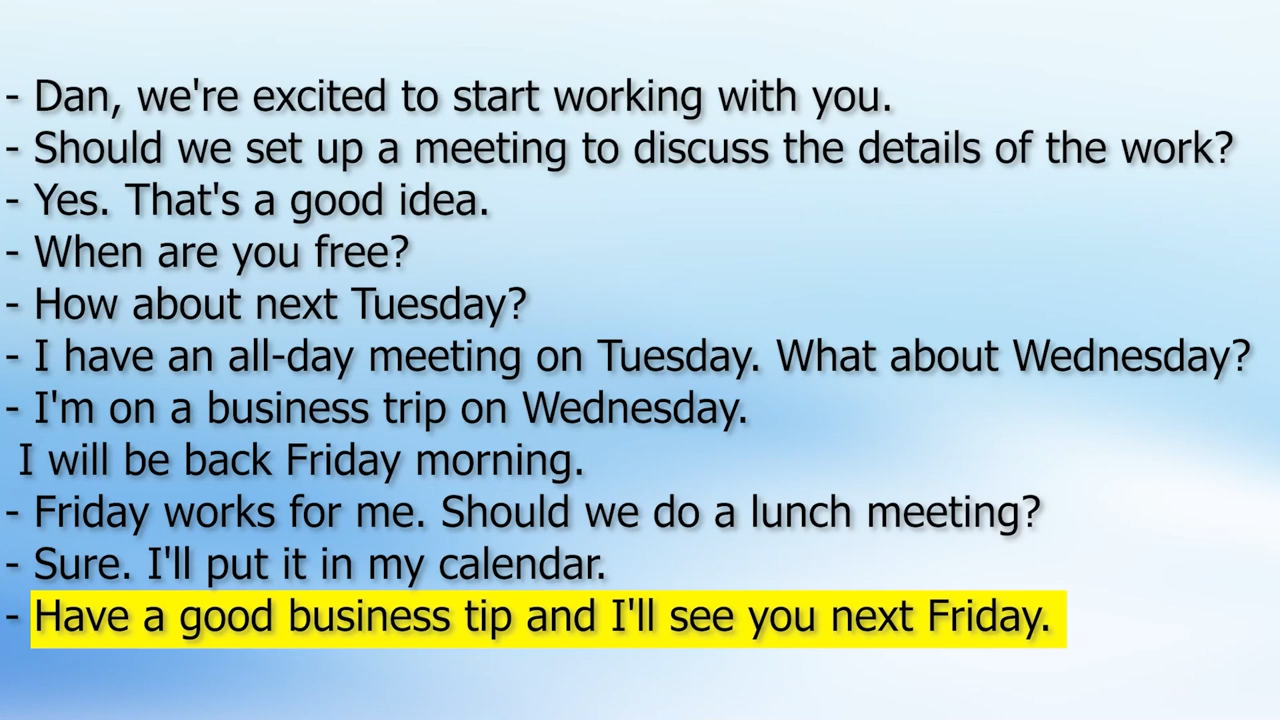 - Dan, we're excited to start working with you.
- Should we set up a meeting to discuss the details of the work?
- Yes. That's a good idea.
- When are you free?
- How about next Tuesday?
- I have an all-day meeting on Tuesday. What about Wednesday?
- I'm on a business trip on Wednesday.
I will be back Friday morning.
- Friday works for me. Should we do a lunch meeting?
- Sure. I'll put it in my calendar.
- Have a good business tip and I'll see you next Friday.